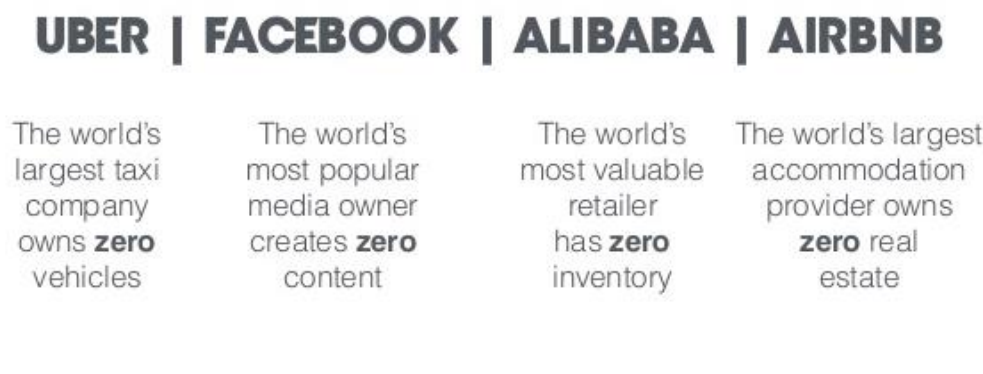 UBER | FACEBOOK | ALIBABA | AIRBNB
The world's
largest taxi
company
owns zero
vehicles
The world's
most popular
media owner
creates zero
content
The world's
most valuable
retailer
has zero
inventory
The world's largest
accommodation
provider owns
zero real
estate